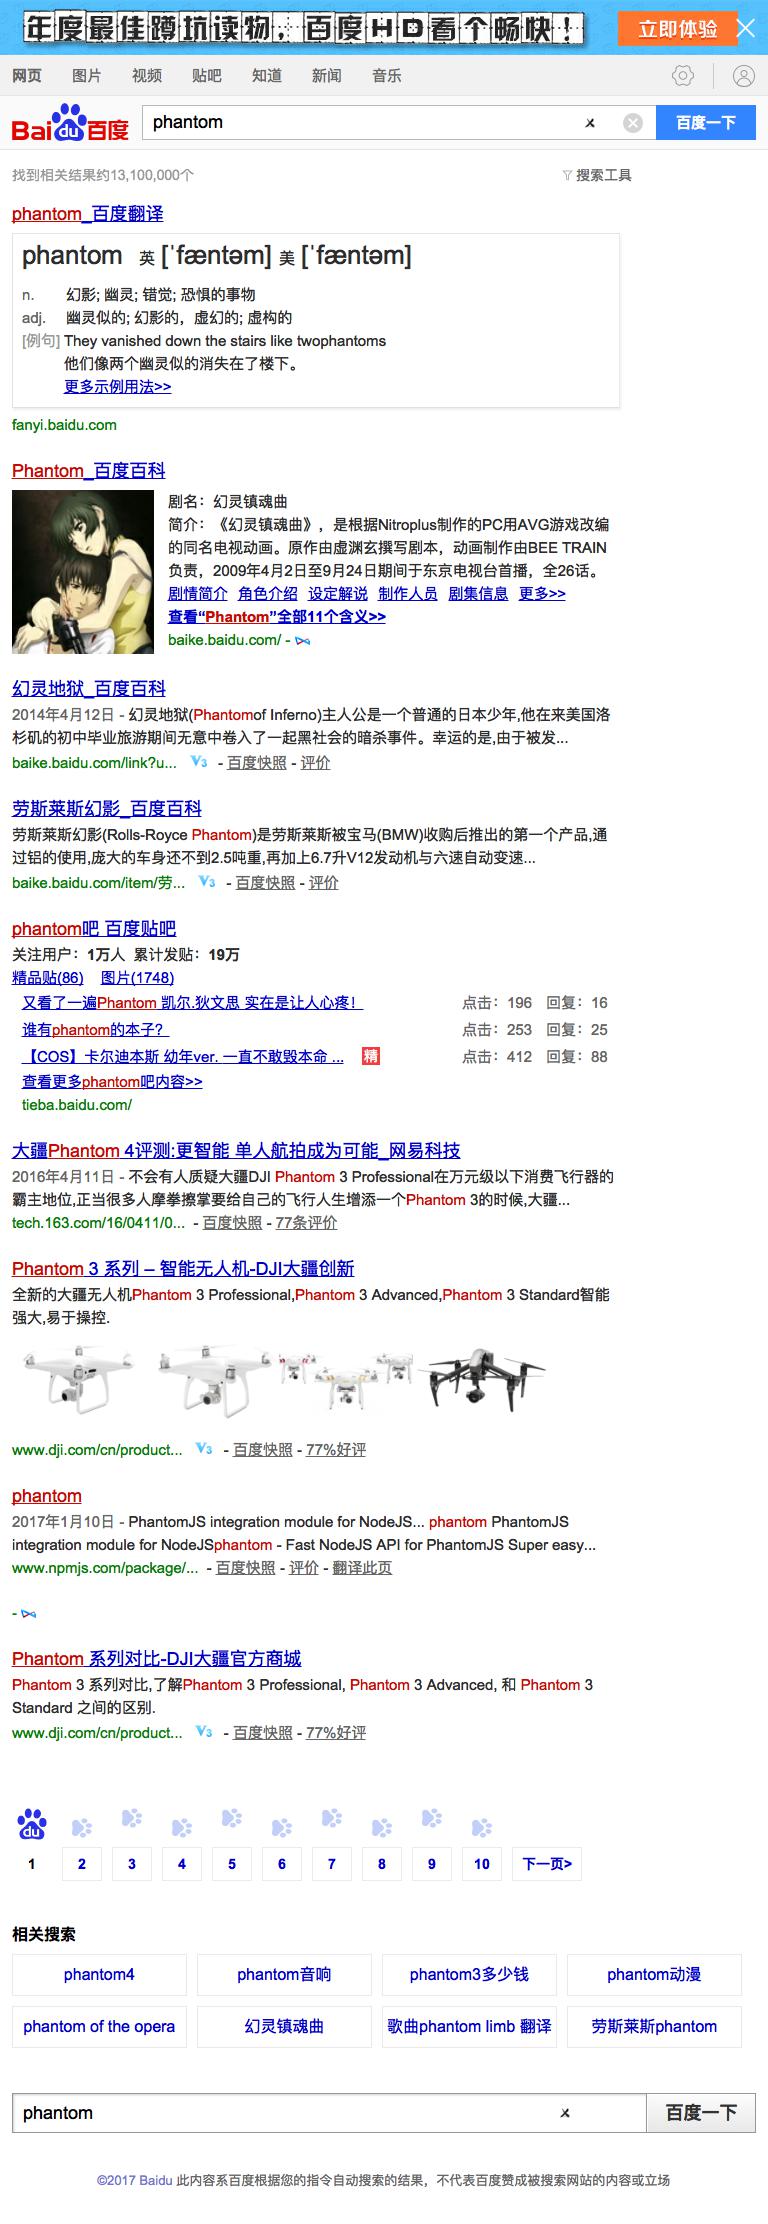 年度最佳蹲坑读物，百度HD看个畅快！ 立即体验
网页 图片 视频 贴吧 知道 新闻 音乐
Bai du 百度 phantom 百度一下
找到相关结果约13,100,000个 搜索工具
phantom_百度翻译
phantom 英 [ˈfæntəm] 美 [ˈfæntəm]
n. 幻影; 幽灵; 错觉; 恐惧的事物
adj. 幽灵似的; 幻影的，虚幻的; 虚构的
[例句] They vanished down the stairs like twophantoms
他们像两个幽灵似的消失在了楼下。
更多示例用法>>
fanyi.baidu.com
Phantom_百度百科
剧名：幻灵镇魂曲
简介：《幻灵镇魂曲》，是根据Nitroplus制作的PC用AVG游戏改编
的同名电视动画。原作由虚渊玄撰写剧本，动画制作由BEE TRAIN
负责，2009年4月2日至9月24日期间于东京电视台首播，全26话。
剧情简介 角色介绍 设定解说 制作人员 剧集信息 更多>>
查看“Phantom”全部11个含义>>
baike.baidu.com/ -
幻灵地狱_百度百科
2014年4月12日 - 幻灵地狱(Phantomof Inferno)主人公是一个普通的日本少年,他在来美国洛
杉矶的初中毕业旅游期间无意中卷入了一起黑社会的暗杀事件。幸运的是,由于被发...
baike.baidu.com/link?u... V3 - 百度快照 - 评价
劳斯莱斯幻影_百度百科
劳斯莱斯幻影(Rolls-Royce Phantom)是劳斯莱斯被宝马(BMW)收购后推出的第一个产品,通
过铝的使用,庞大的车身还不到2.5吨重,再加上6.7升V12发动机与六速自动变速...
baike.baidu.com/item/劳... V3 - 百度快照 - 评价
phantom吧 百度贴吧
关注用户：1万人 累计发贴：19万
精品贴(86) 图片(1748)
又看了一遍Phantom 凯尔.狄文思 实在是让人心疼！ 点击：196 回复：16
谁有phantom的本子？ 点击：253 回复：25
【COS】卡尔迪本斯 幼年ver. 一直不敢毁本命 ... 精 点击：412 回复：88
查看更多phantom吧内容>>
tieba.baidu.com/
大疆Phantom 4评测:更智能 单人航拍成为可能_网易科技
2016年4月11日 - 不会有人质疑大疆DJI Phantom 3 Professional在万元级以下消费飞行器的
霸主地位,正当很多人摩拳擦掌要给自己的飞行人生增添一个Phantom 3的时候,大疆...
tech.163.com/16/0411/0... - 百度快照 - 77条评价
Phantom 3 系列 – 智能无人机-DJI大疆创新
全新的大疆无人机Phantom 3 Professional,Phantom 3 Advanced,Phantom 3 Standard智能
强大,易于操控.
www.dji.com/cn/product... V3 - 百度快照 - 77%好评
phantom
2017年1月10日 - PhantomJS integration module for NodeJS... phantom PhantomJS
integration module for NodeJSphantom - Fast NodeJS API for PhantomJS Super easy...
www.npmjs.com/package/... - 百度快照 - 评价 - 翻译此页
-
Phantom 系列对比-DJI大疆官方商城
Phantom 3 系列对比,了解Phantom 3 Professional, Phantom 3 Advanced, 和 Phantom 3
Standard 之间的区别.
www.dji.com/cn/product... V3 - 百度快照 - 77%好评
du
1 2 3 4 5 6 7 8 9 10 下一页>
相关搜索
phantom4 phantom音响 phantom3多少钱 phantom动漫
phantom of the opera 幻灵镇魂曲 歌曲phantom limb 翻译 劳斯莱斯phantom
phantom 百度一下
©2017 Baidu 此内容系百度根据您的指令自动搜索的结果，不代表百度赞成被搜索网站的内容或立场